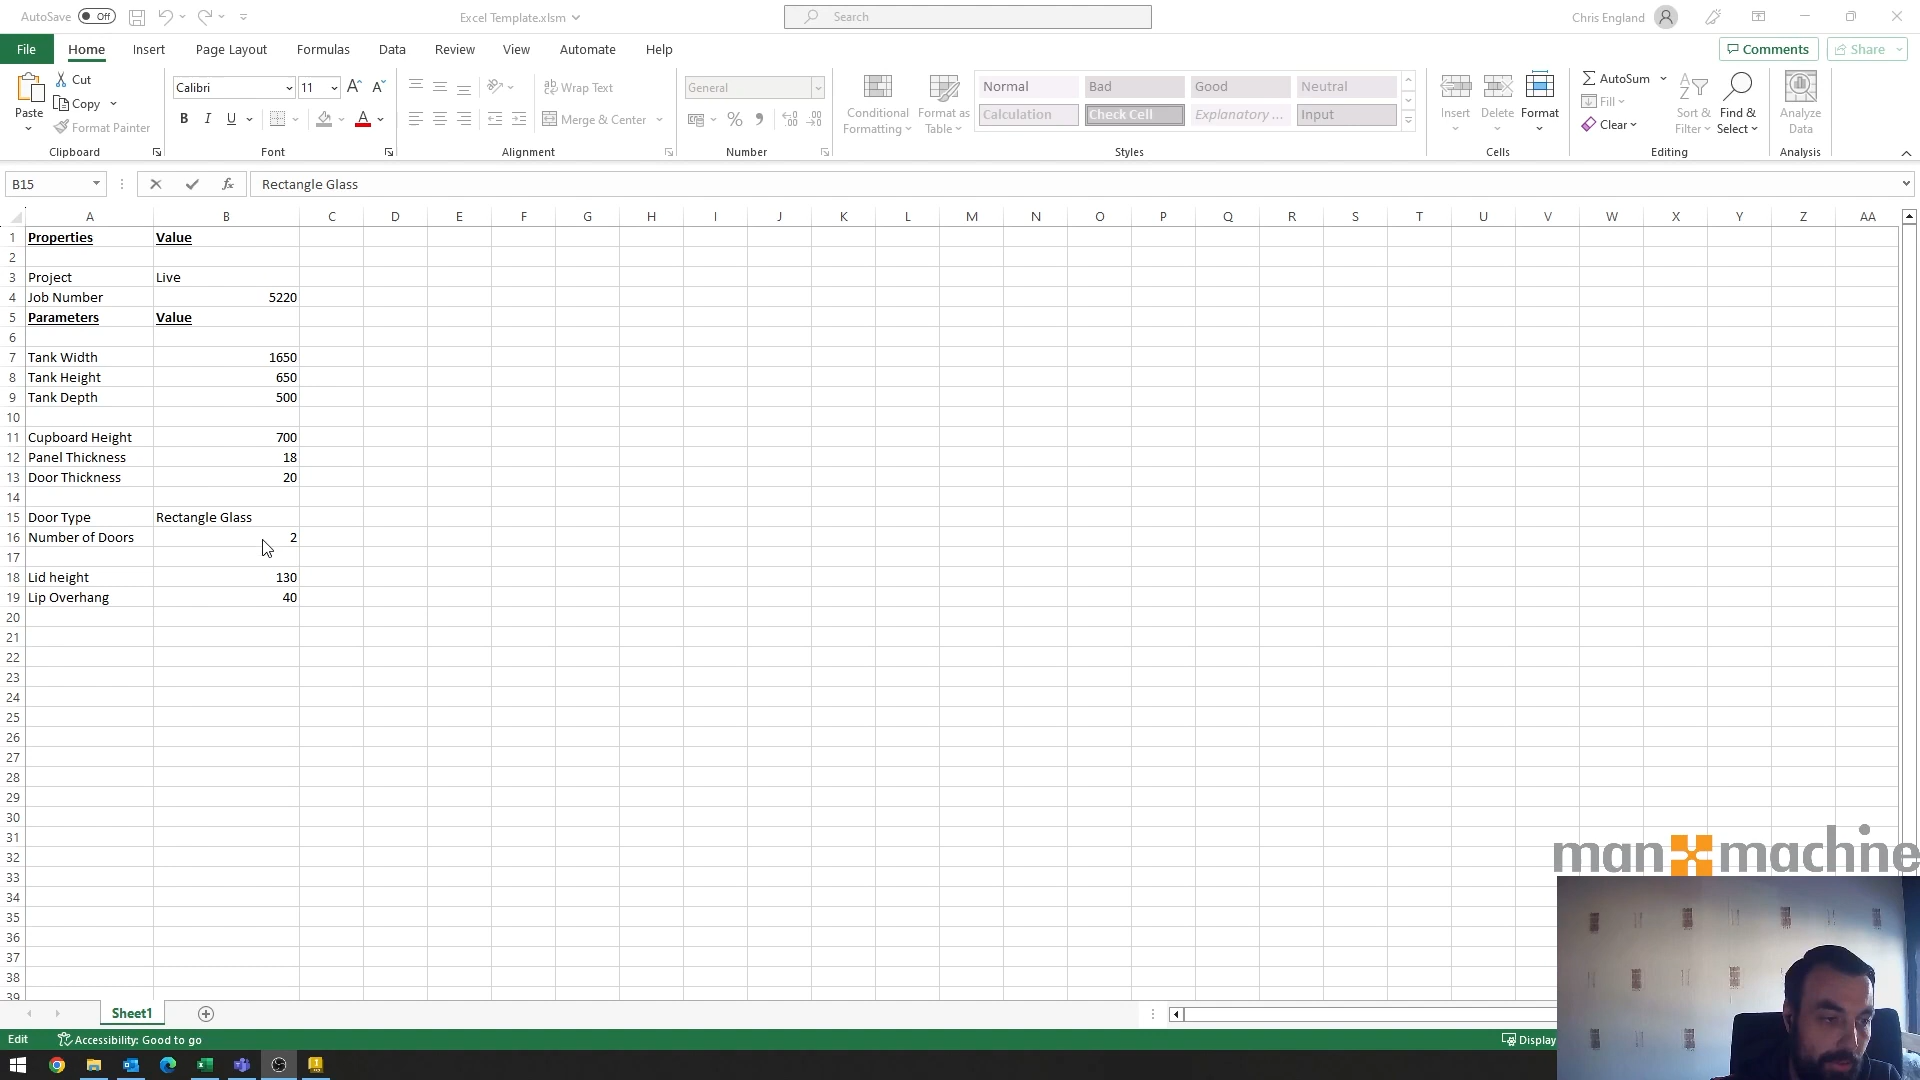 AutoSave Off Excel Template.xlsm Search Chris England
File Home Insert Page Layout Formulas Data Review View Automate Help Comments Share
Paste Cut Copy Format Painter Clipboard
Calibri 11 B I U A Font
Wrap Text Merge & Center Alignment
General % Number
Conditional Formatting Format as Table
Normal Bad Good Neutral
Calculation Check Cell Explanatory ... Input
Styles
Insert Delete Format Cells
AutoSum Fill Clear Sort & Filter Find & Select Editing
Analyze Data Analysis
B15 fx Rectangle Glass
A B C D E F G H I J K L M N O P Q R S T U V W X Y Z AA
1 Properties Value
2
3 Project Live
4 Job Number 5220
5 Parameters Value
6
7 Tank Width 1650
8 Tank Height 650
9 Tank Depth 500
10
11 Cupboard Height 700
12 Panel Thickness 18
13 Door Thickness 20
14
15 Door Type Rectangle Glass
16 Number of Doors 2
17
18 Lid height 130
19 Lip Overhang 40
20
21
22
23
24
25
26
27
28
29
30
31
32
33
34
35
36
37
38
39
man machine
Sheet1
Edit Accessibility: Good to go Display